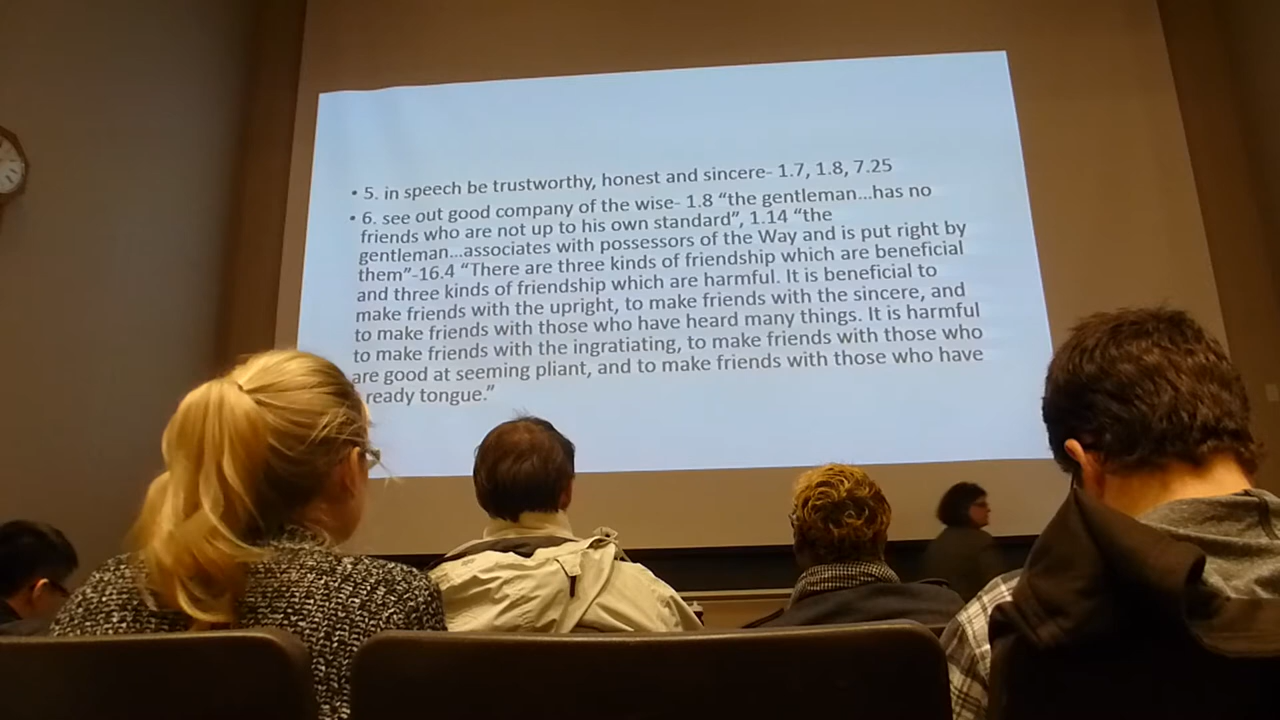 • 5. in speech be trustworthy, honest and sincere- 1.7, 1.8, 7.25
• 6. see out good company of the wise- 1.8 “the gentleman...has no
friends who are not up to his own standard”, 1.14 “the
gentleman...associates with possessors of the Way and is put right by
them”-16.4 “There are three kinds of friendship which are beneficial
and three kinds of friendship which are harmful. It is beneficial to
make friends with the upright, to make friends with the sincere, and
to make friends with those who have heard many things. It is harmful
to make friends with the ingratiating, to make friends with those who
are good at seeming pliant, and to make friends with those who have
ready tongue.”